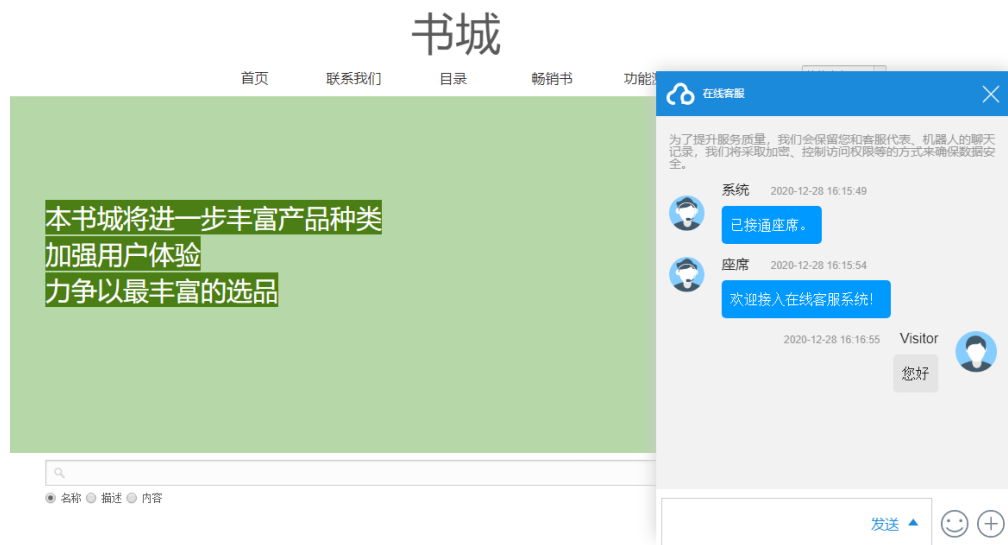 书城
首页 联系我们 目录 畅销书 功能
在线客服
本书城将进一步丰富产品种类
加强用户体验
力争以最丰富的选品
为了提升服务质量，我们会保留您和客服代表、机器人的聊天
记录，我们将采取加密、控制访问权限等的方式来确保数据安
全。
系统 2020-12-28 16:15:49
已接通座席。
座席 2020-12-28 16:15:54
欢迎接入在线客服系统！
2020-12-28 16:16:55 Visitor
您好
名称 描述 内容
发送